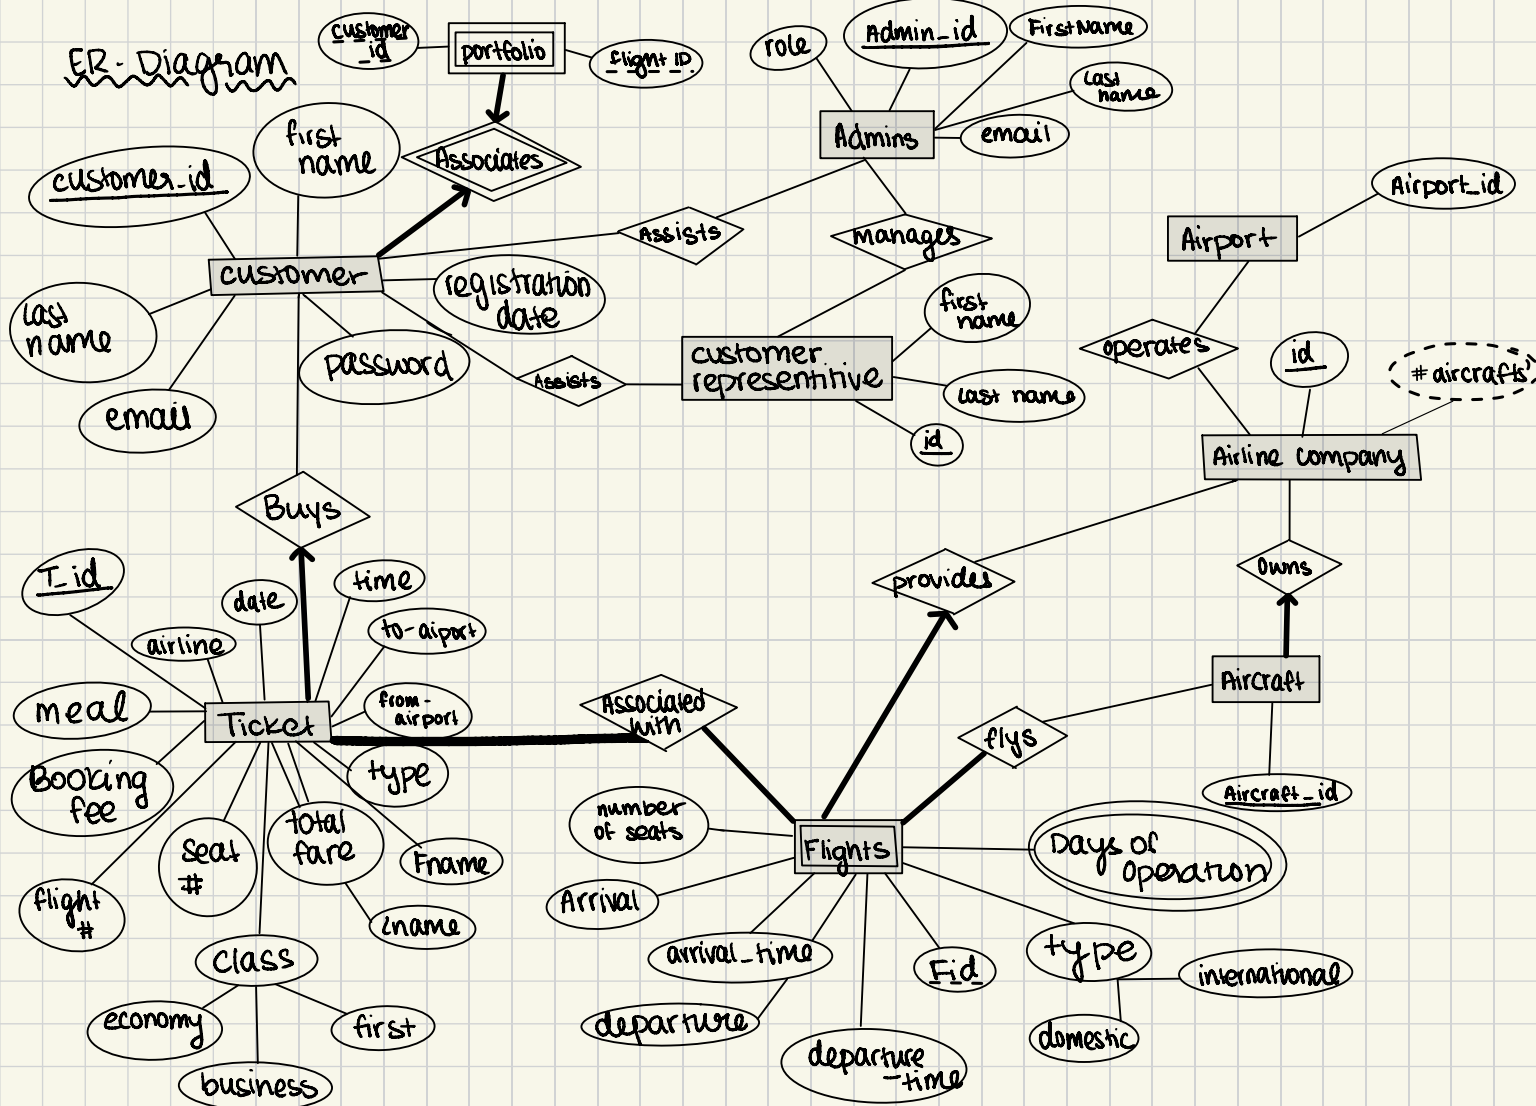 ER-Diagram
customer
_id
portfolio
flight ID
role
Admin_id
FirstName
Last
name
Admins
email
first
name
customer_id
Associates
Assists
manages
Airport_id
Airport
customer
registration
date
Last
name
password
email
Assists
customer
representitive
first
name
Last name
id
operates
id
# aircrafts
Airline company
Buys
provides
Owns
T_id
date
time
airline
to-aiport
meal
Ticket
from-
airport
Associated
with
flys
Aircraft
Aircraft_id
Booking
fee
type
seat
#
total
fare
Fname
Lname
flight
#
class
economy
first
business
number
of seats
Flights
Days of
operation
Arrival
arrival_time
Fid
type
international
departure
domestic
departure
-time